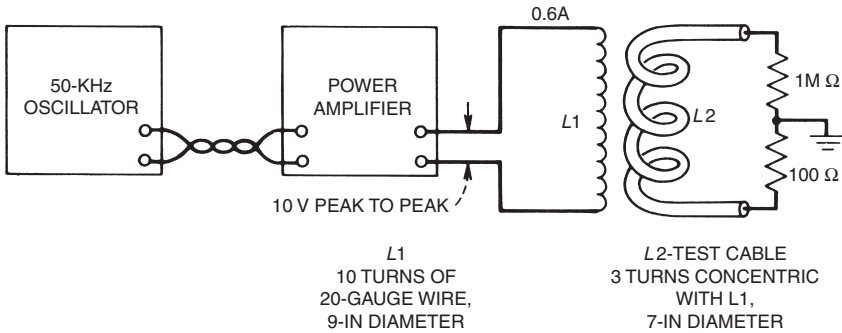 0.6A
50-KHz
OSCILLATOR
POWER
AMPLIFIER
L1
L2
1M Ω
100 Ω
10 V PEAK TO PEAK
L1
10 TURNS OF
20-GAUGE WIRE,
9-IN DIAMETER
L2-TEST CABLE
3 TURNS CONCENTRIC
WITH L1,
7-IN DIAMETER